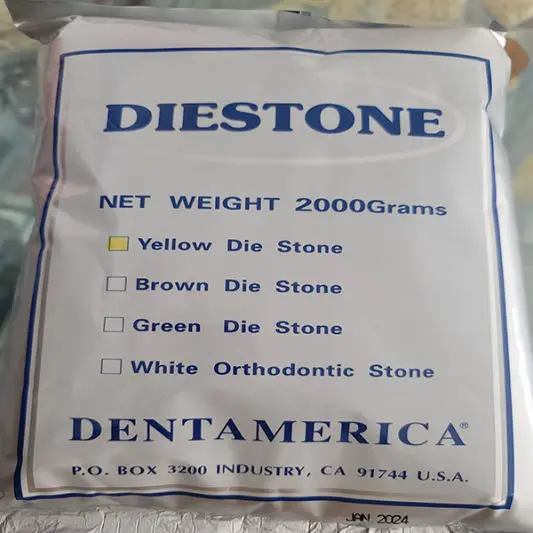 DIESTONE
NET WEIGHT 2000Grams
Yellow Die Stone
Brown Die Stone
Green Die Stone
White Orthodontic Stone
DENTAMERICA®
P.O. BOX 3200 INDUSTRY, CA 91744 U.S.A.
JAN 2024